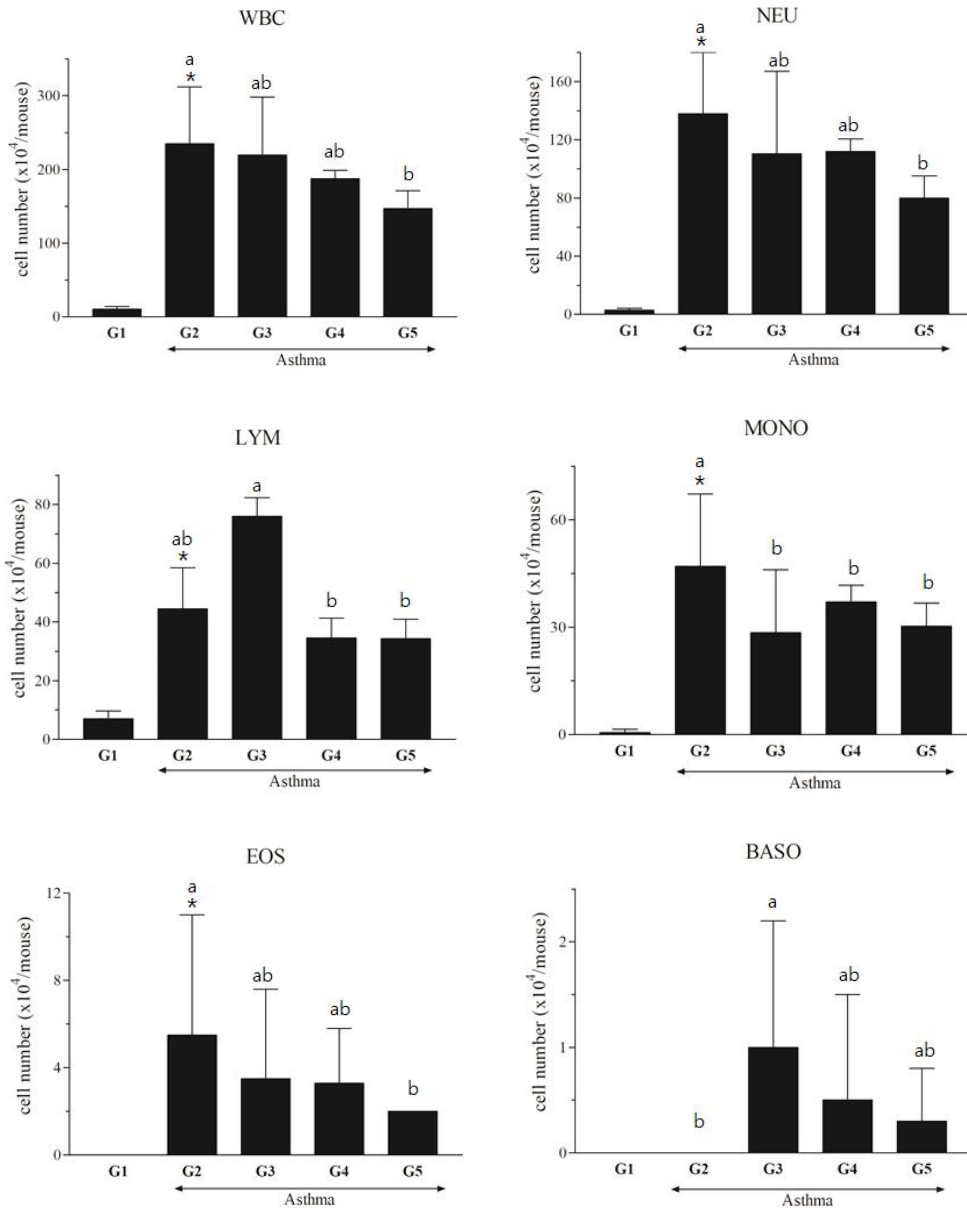 WBC
cell number (x10⁴/mouse)
300
200
100
0
a
*
ab
ab
b
G1 G2 G3 G4 G5
Asthma
NEU
cell number (x10⁴/mouse)
160
120
80
40
0
a
*
ab
ab
b
G1 G2 G3 G4 G5
Asthma
LYM
cell number (x10⁴/mouse)
80
60
40
20
0
ab
*
a
b
b
G1 G2 G3 G4 G5
Asthma
MONO
cell number (x10⁴/mouse)
60
30
0
a
*
b
b
b
G1 G2 G3 G4 G5
Asthma
EOS
cell number (x10⁴/mouse)
12
8
4
0
a
*
ab
ab
b
G1 G2 G3 G4 G5
Asthma
BASO
cell number (x10⁴/mouse)
2
1
0
b
a
ab
ab
G1 G2 G3 G4 G5
Asthma